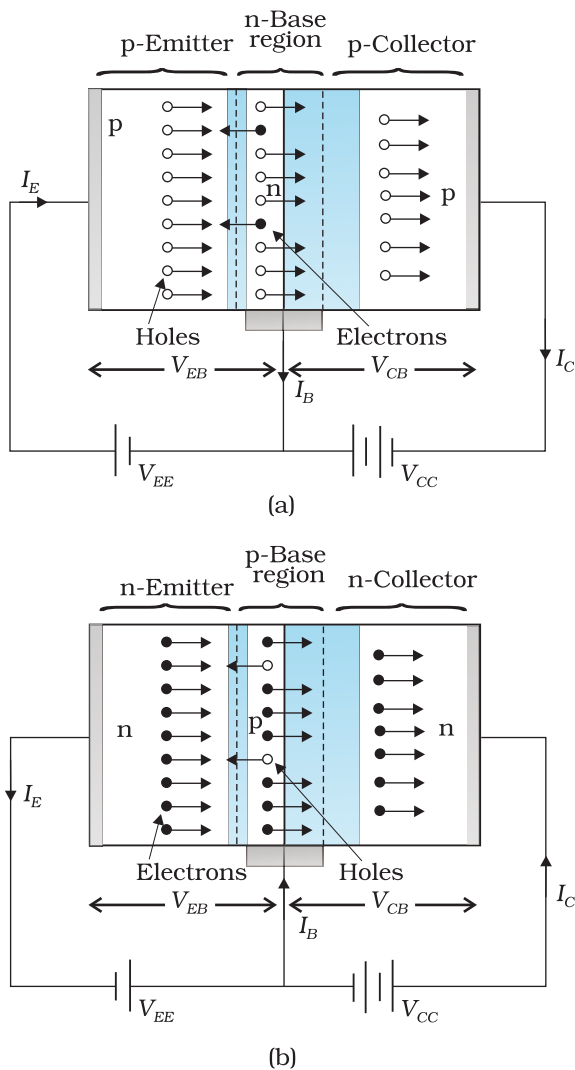 n-Base
p-Emitter region p-Collector
p
I_E
n
p
Holes Electrons
V_EB V_CB
I_B
I_C
V_EE V_CC
(a)
p-Base
n-Emitter region n-Collector
n p n
I_E
Electrons Holes
V_EB V_CB
I_B
I_C
V_EE V_CC
(b)